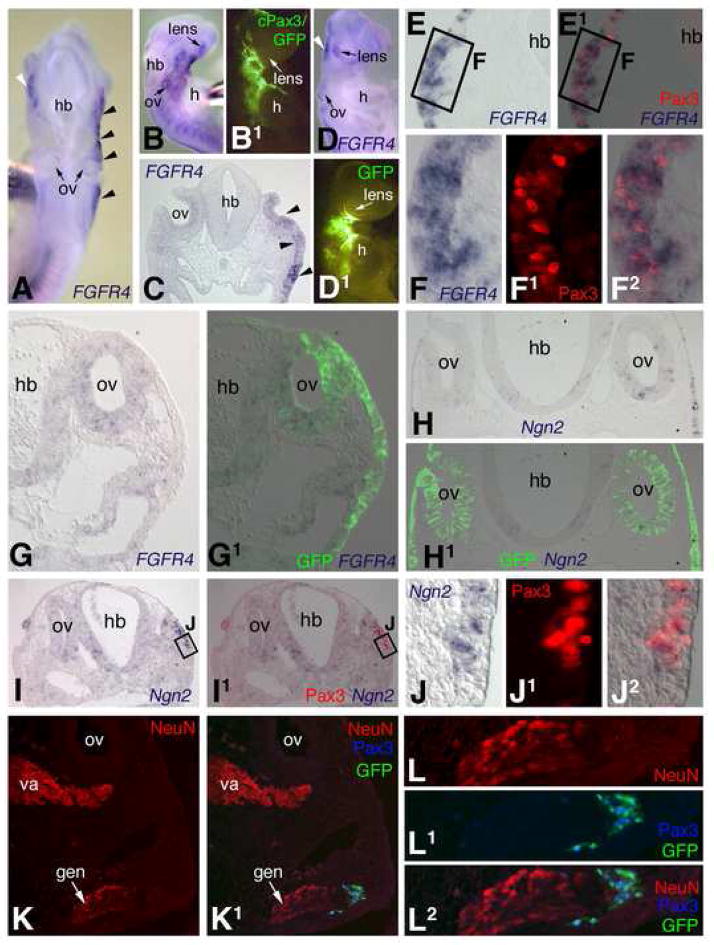 hb
ov
A
FGFR4
lens
hb
ov
h
B
cPax3/
GFP
lens
h
B1
lens
h
ov
D
FGFR4
FGFR4
hb
ov
C
GFP
lens
h
D1
E
hb
F
FGFR4
E1
hb
F
Pax3
FGFR4
F
FGFR4
F1
Pax3
F2
hb
ov
G
FGFR4
hb
ov
G1
GFP FGFR4
ov
hb
ov
H
Ngn2
ov
hb
ov
H1
GFP Ngn2
ov
hb
J
I
Ngn2
ov
hb
J
I1
Pax3 Ngn2
Ngn2
J
Pax3
J1
J2
NeuN
ov
va
gen
K
NeuN
Pax3
GFP
ov
va
gen
K1
L
NeuN
L1
Pax3
GFP
L2
NeuN
Pax3
GFP